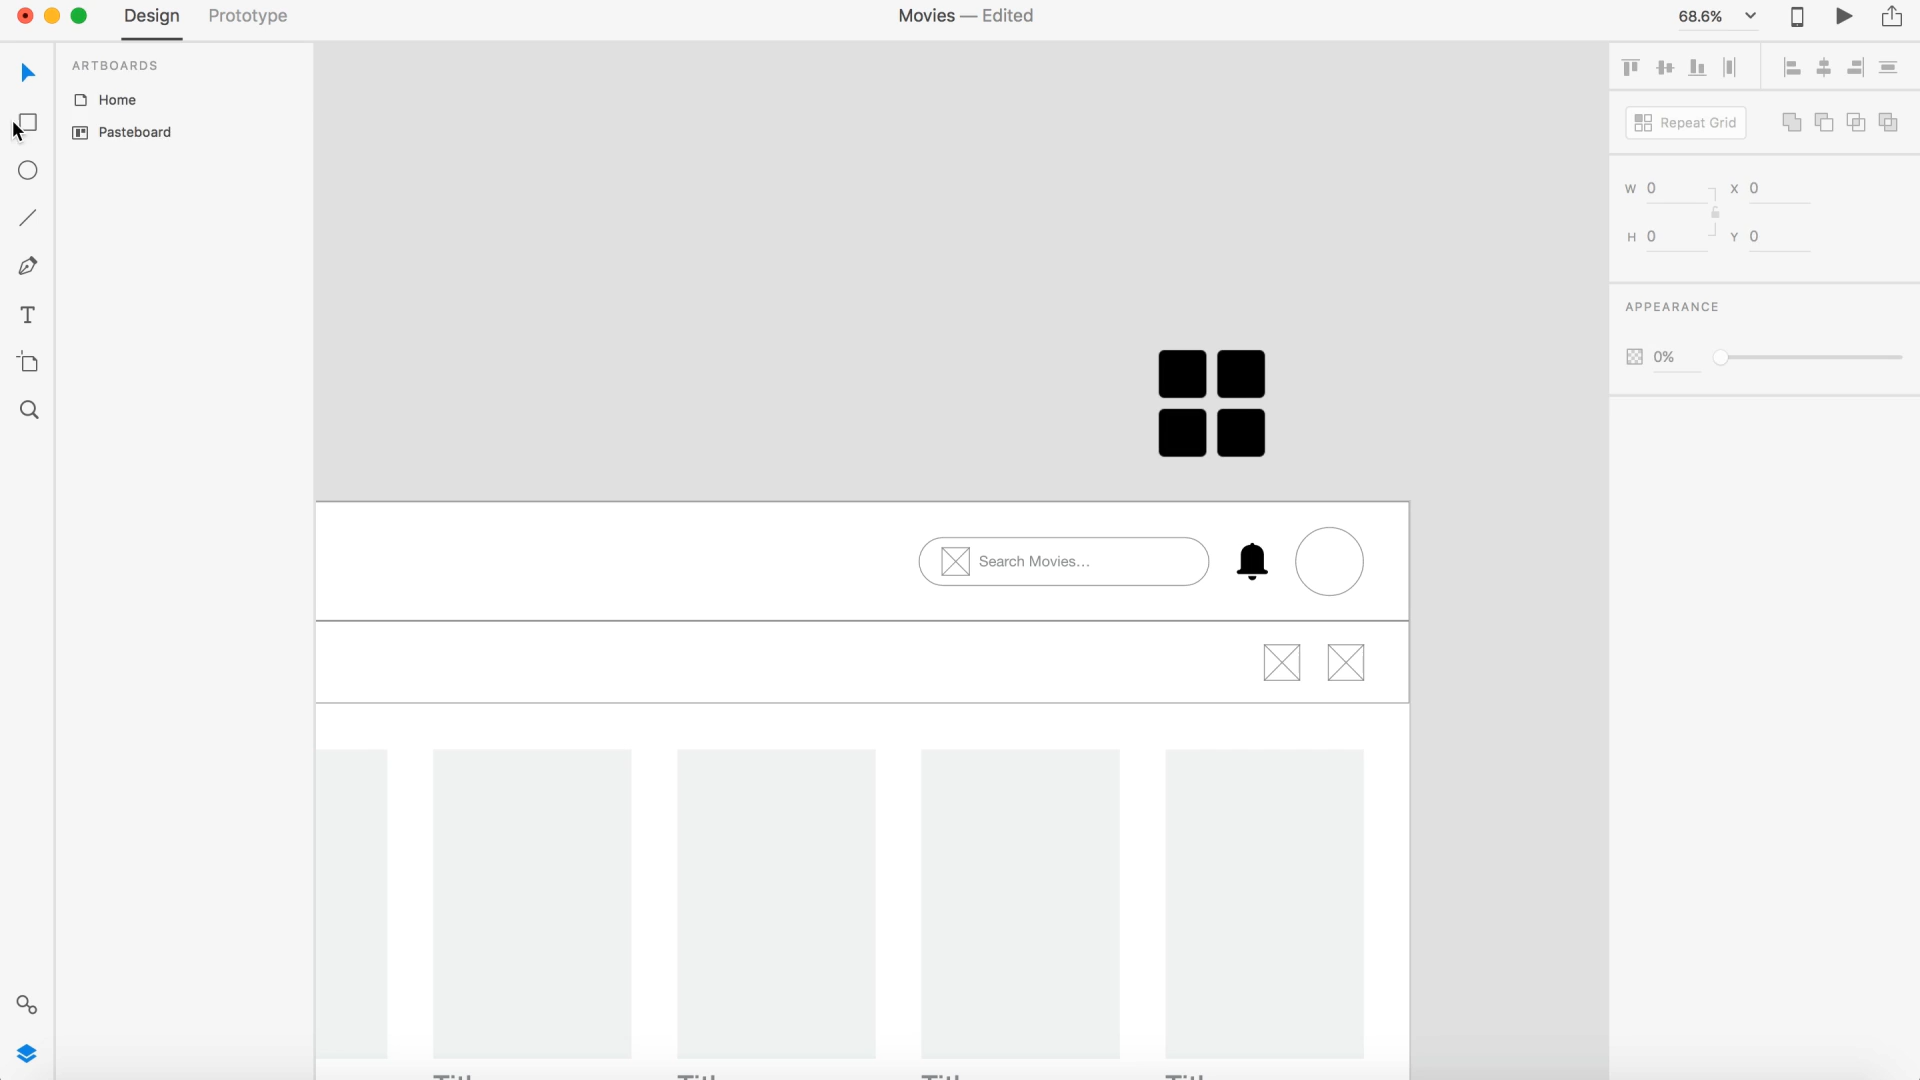 Design Prototype Movies — Edited 68.6%
ARTBOARDS
Home
Pasteboard
Repeat Grid
W 0 X 0
H 0 Y 0
APPEARANCE
0%
Search Movies...